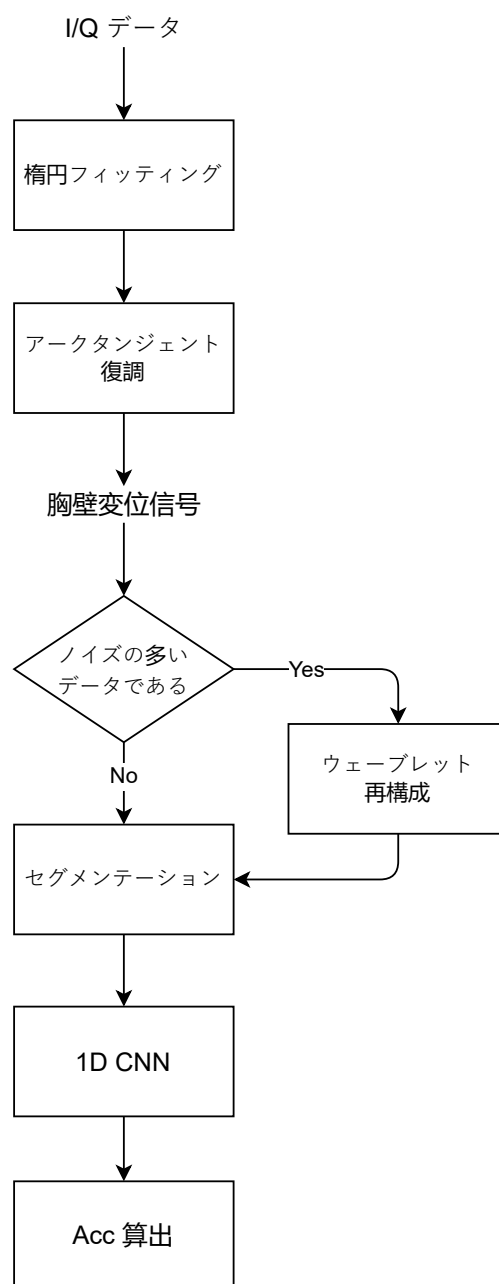 I/Q データ
楕円フィッティング
アークタンジェント
復調
胸壁変位信号
ノイズの多い
データである
Yes
No
ウェーブレット
再構成
セグメンテーション
1D CNN
Acc 算出